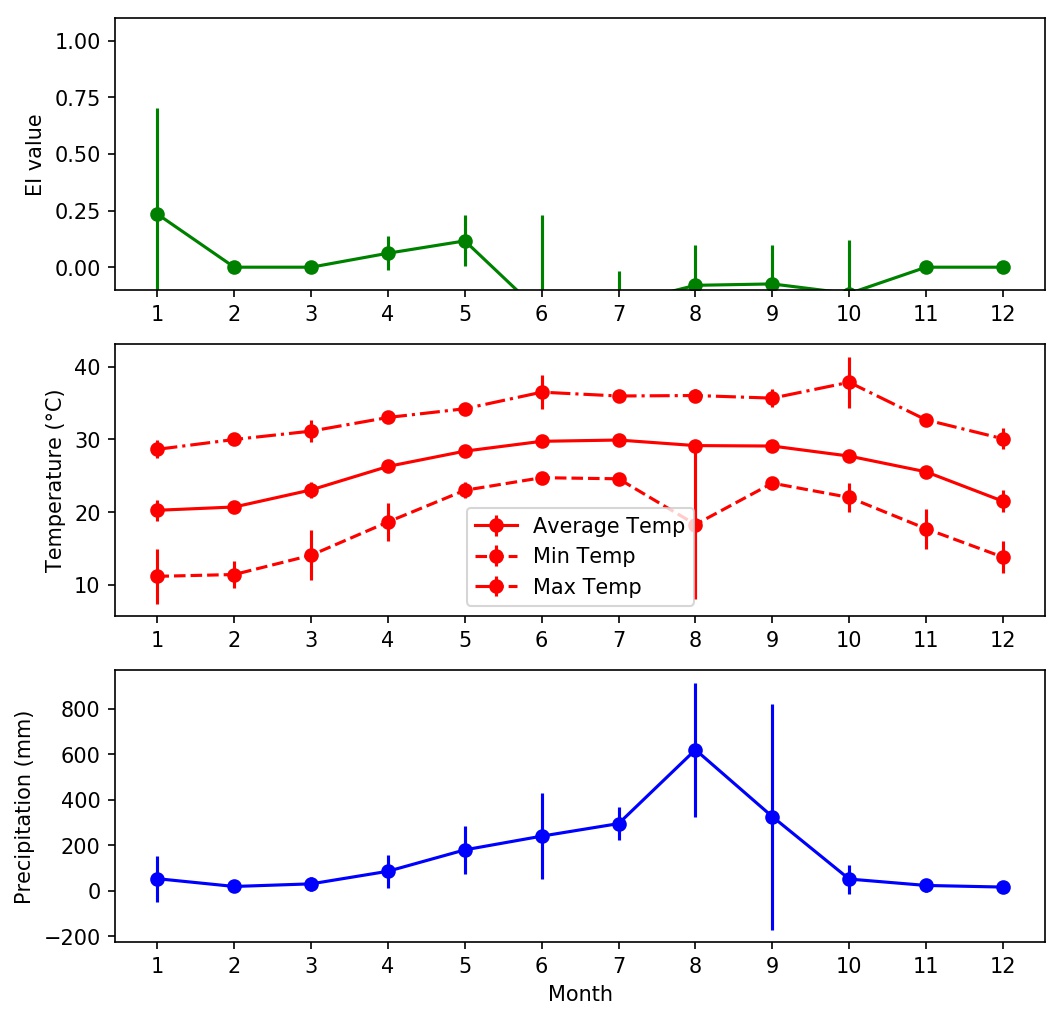 EI value
1.00
0.75
0.50
0.25
0.00
1 2 3 4 5 6 7 8 9 10 11 12
Temperature (°C)
40
30
20
10
Average Temp
Min Temp
Max Temp
1 2 3 4 5 6 7 8 9 10 11 12
Precipitation (mm)
800
600
400
200
0
−200
1 2 3 4 5 6 7 8 9 10 11 12
Month